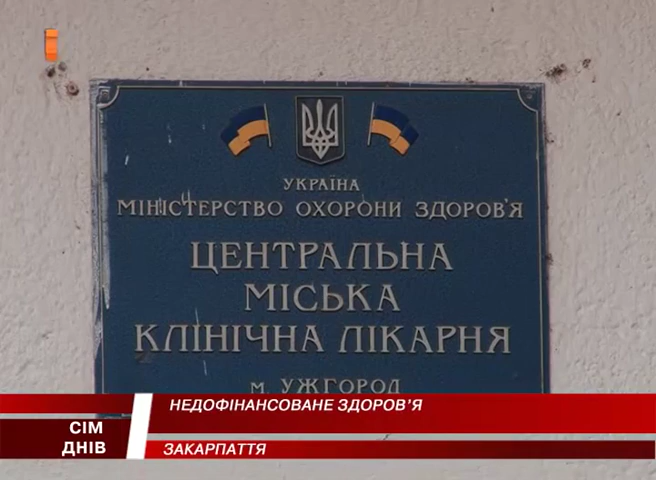 УКРАЇНА
МІНІСТЕРСТВО ОХОРОНИ ЗДОРОВ'Я
ЦЕНТРАЛЬНА
МІСЬКА
КЛІНІЧНА ЛІКАРНЯ
м. УЖГОРОД
НЕДОФІНАНСОВАНЕ ЗДОРОВ'Я
СІМ
ДНІВ
ЗАКАРПАТТЯ